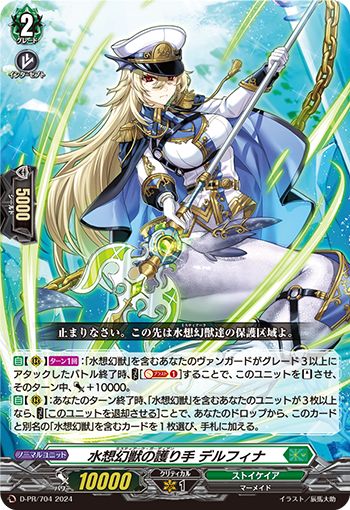 2
グレード
インターセプト
5000
シールド
止まりなさい。この先は水想幻獣達の保護区域よ。
自【R】ターン1回:「水想幻獣」を含むあなたのヴァンガードがグレード3以上に
アタックしたバトル終了時、【コスト】[CBプラスト1]することで、このユニットを【スタンド】させ、
そのターン中、+10000。
自【R】:あなたのターン終了時、「水想幻獣」を含むあなたのユニットが3枚以上な
ら、【コスト】[このユニットを退却させる]ことで、あなたのドロップから、このカードと
別名の「水想幻獣」を含むカードを1枚選び、手札に加える。
ノーマルユニット
水想幻獣の護り手 デルフィナ
パワー
10000
クリティカル
1
ストイケイア
マーメイド
D-PR/704 2024
イラスト/辰馬大助